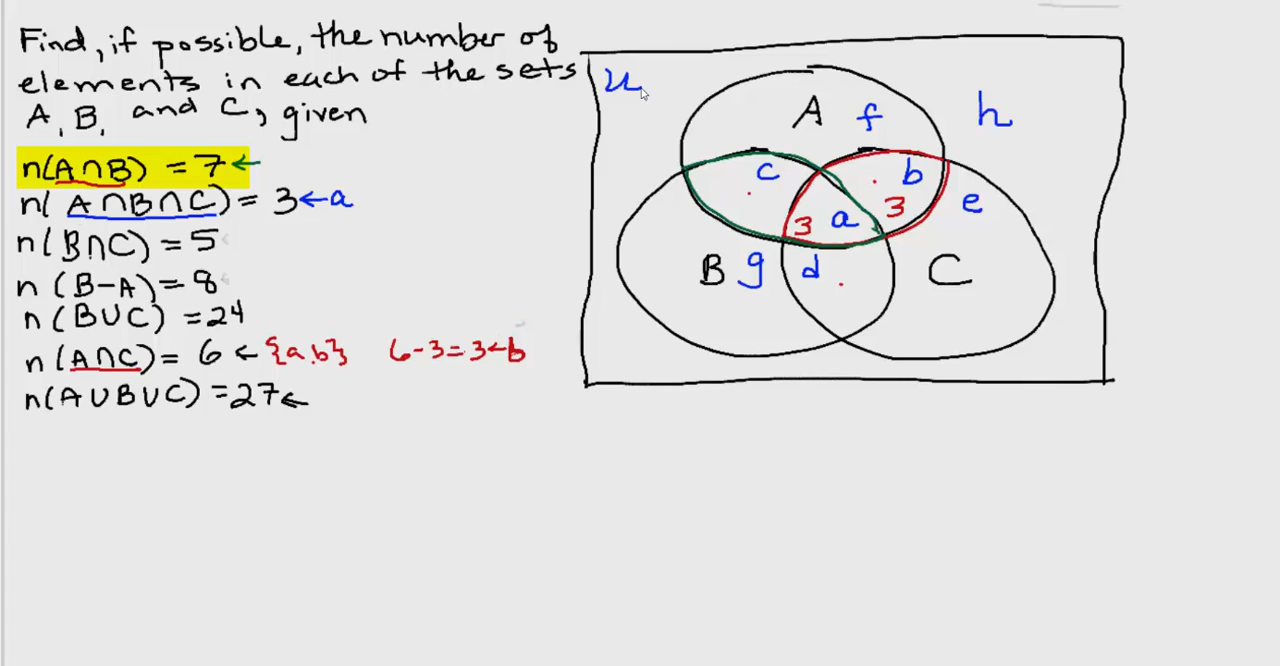 Find, if possible, the number of
elements in each of the sets
A, B, and C, given
n(A∩B) = 7 ←
n(A∩B∩C) = 3 ← a
n(B∩C) = 5
n(B-A) = 8
n(B∪C) = 24
n(A∩C) = 6 ← {a,b} 6-3=3←b
n(A∪B∪C) = 27 ←
U
A f
h
c
b
3 a 3
e
B g d
C